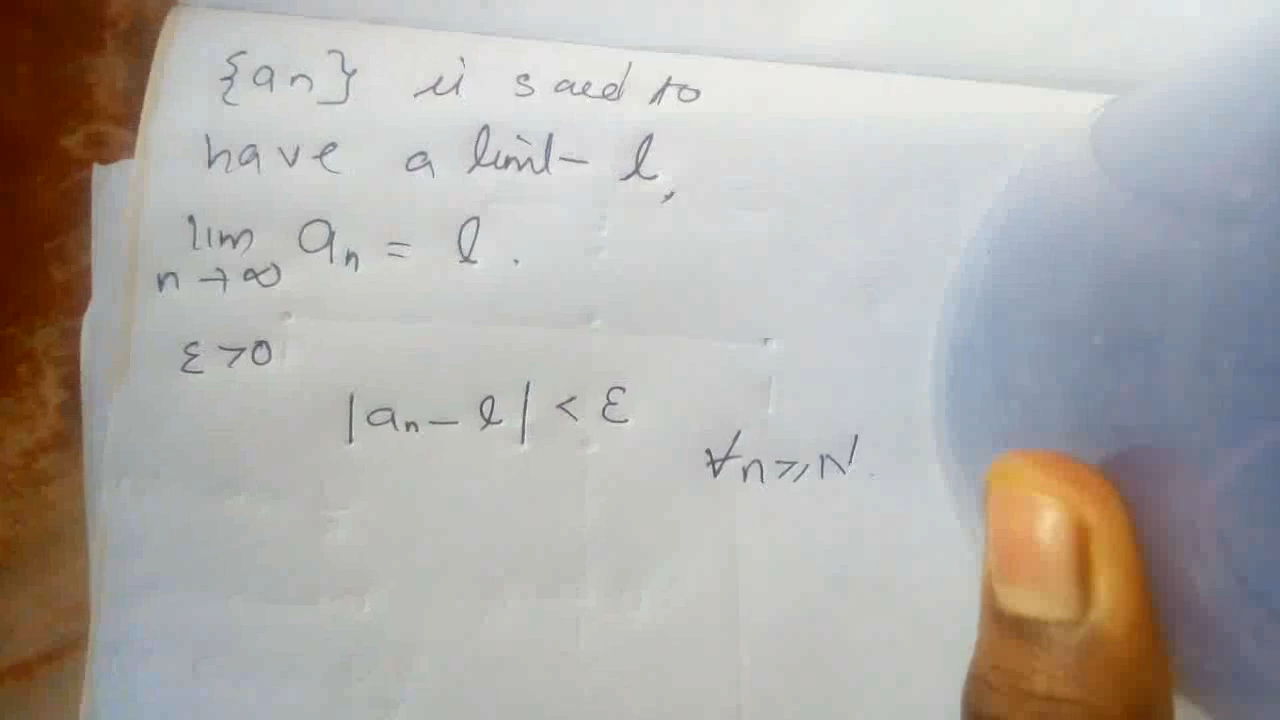 {an} is said to
have a limit l,
lim an = l.
n→∞
ε>0
|an - l| < ε
∀n≥N